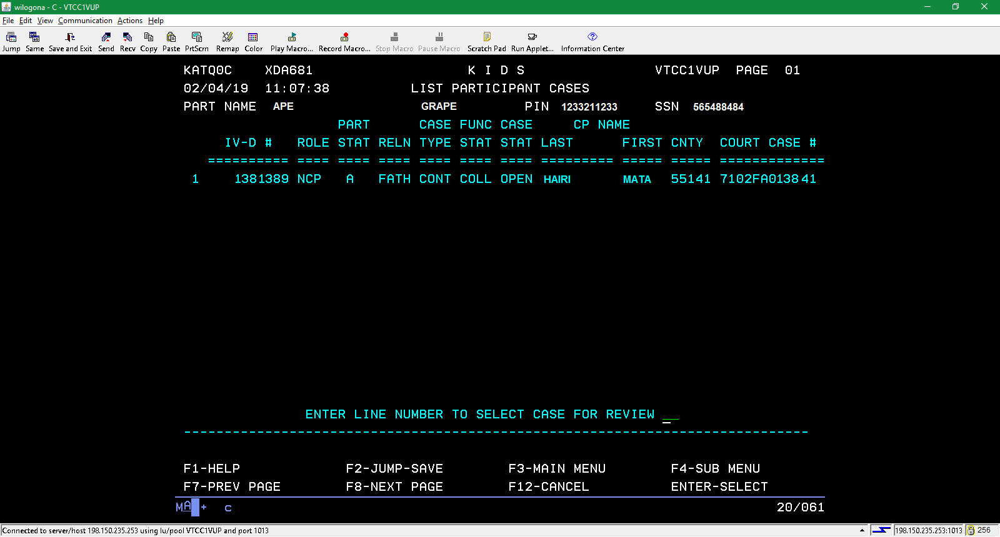 wilogona - C - VTCC1VUP
File Edit View Communication Actions Help
Jump Same Save and Exit Send Recv Copy Paste PrtScrn Remap Color Play Macro... Record Macro... Stop Macro Pause Macro Scratch Pad Run Applet... Information Center
KATQ0C XDA681 K I D S VTCC1VUP PAGE 01
02/04/19 11:07:38 LIST PARTICIPANT CASES
PART NAME APE GRAPE PIN 1233211233 SSN 565488484
PART CASE FUNC CASE CP NAME
IV-D # ROLE STAT RELN TYPE STAT STAT LAST FIRST CNTY COURT CASE #
========== ==== ==== ==== ==== ==== ==== ========= ===== ===== =============
1 1381389 NCP A FATH CONT COLL OPEN HAIRI MATA 55141 7102FA013841
ENTER LINE NUMBER TO SELECT CASE FOR REVIEW __
-----------------------------------------------------------------------------
F1-HELP F2-JUMP-SAVE F3-MAIN MENU F4-SUB MENU
F7-PREV PAGE F8-NEXT PAGE F12-CANCEL ENTER-SELECT
MA + c 20/061
Connected to server/host 198.150.235.253 using lu/pool VTCC1VUP and port 1013 198.150.235.253:1013 256